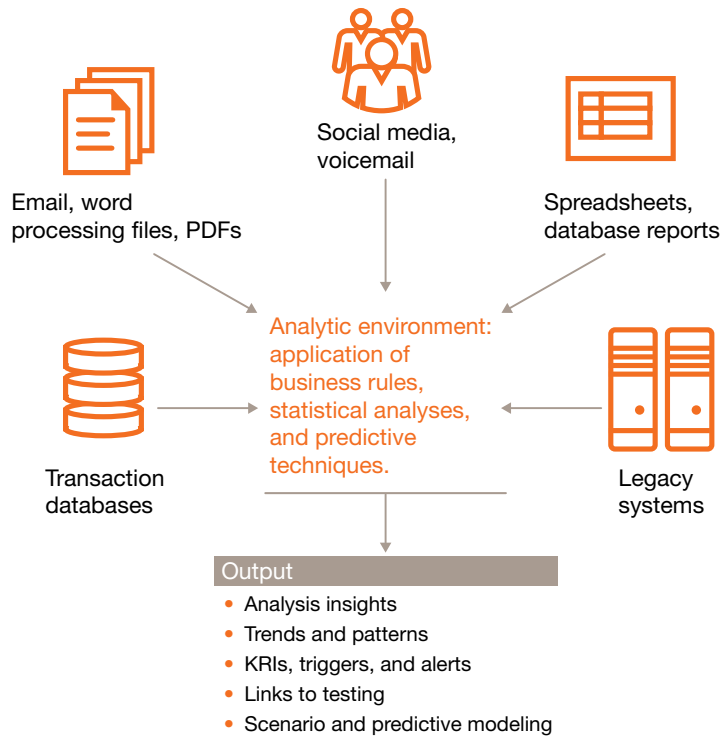 Social media,
voicemail
Email, word
processing files, PDFs
Spreadsheets,
database reports
Analytic environment:
application of
business rules,
statistical analyses,
and predictive
techniques.
Transaction
databases
Legacy
systems
Output
• Analysis insights
• Trends and patterns
• KRIs, triggers, and alerts
• Links to testing
• Scenario and predictive modeling